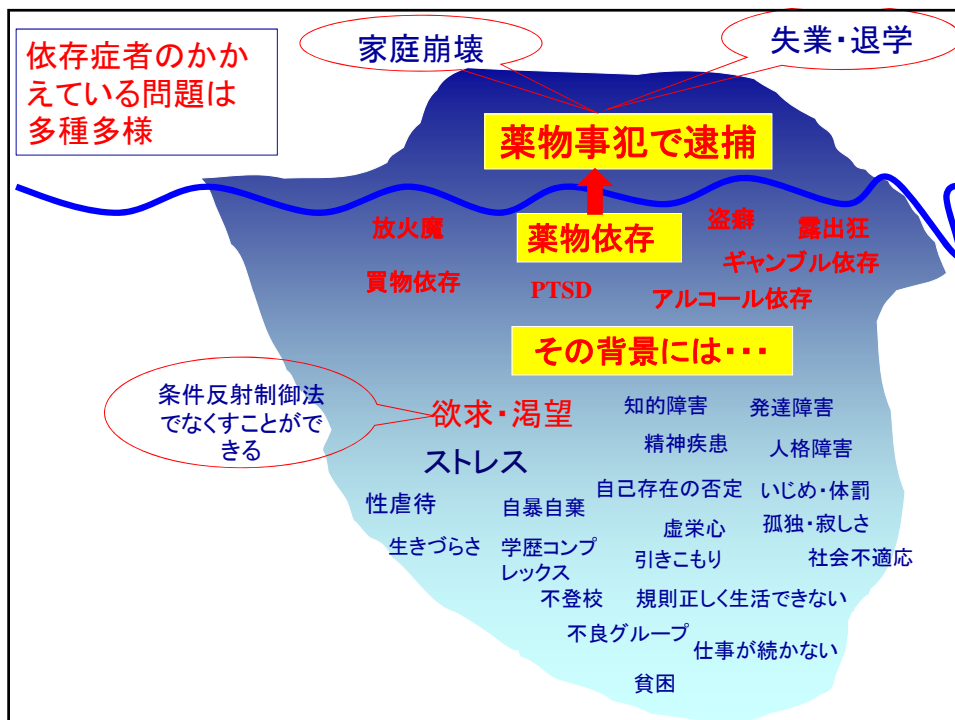 依存症者のかか
えている問題は
多種多様
家庭崩壊
失業・退学
薬物事犯で逮捕
放火魔
薬物依存
盗癖
露出狂
ギャンブル依存
買物依存
PTSD
アルコール依存
その背景には・・・
条件反射制御法
でなくすことがで
きる
欲求・渇望
知的障害
発達障害
ストレス
精神疾患
人格障害
性虐待
自暴自棄
自己存在の否定
いじめ・体罰
虚栄心
孤独・寂しさ
生きづらさ
学歴コンプ
レックス
引きこもり
社会不適応
不登校
規則正しく生活できない
不良グループ
仕事が続かない
貧困